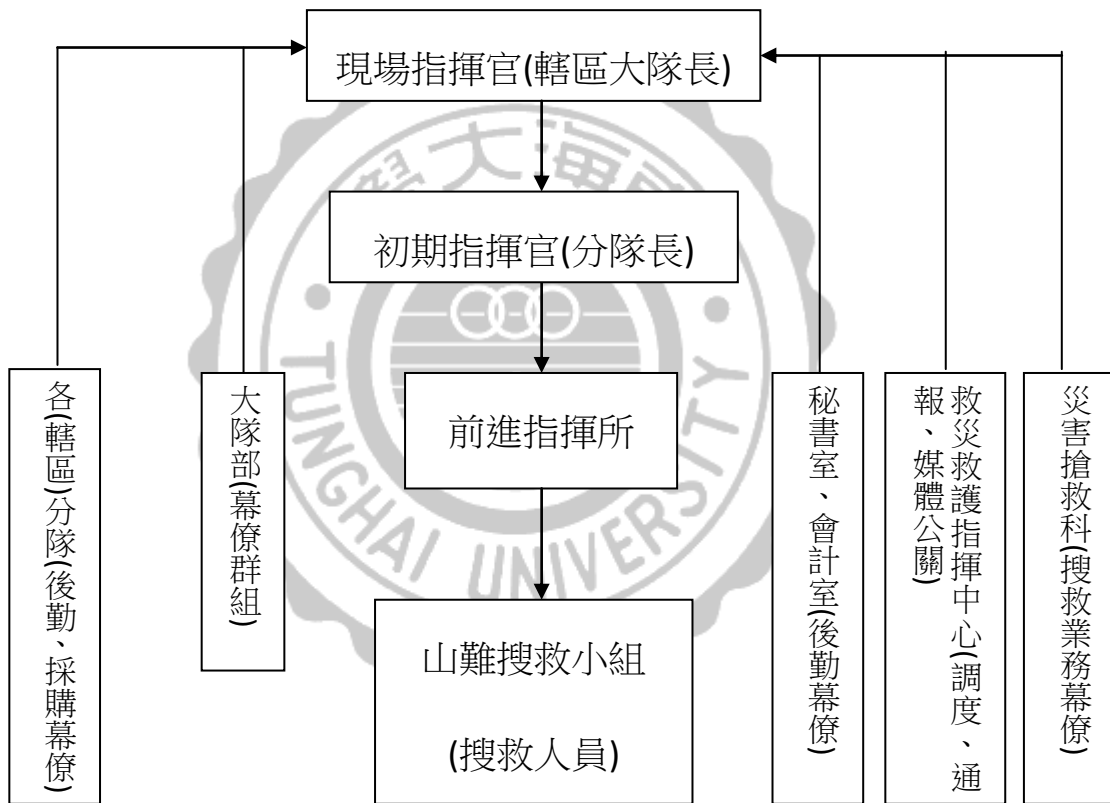 現場指揮官(轄區大隊長)
初期指揮官(分隊長)
前進指揮所
山難搜救小組
(搜救人員)
各(轄區)分隊(後勤、採購幕僚)
大隊部(幕僚群組)
秘書室、會計室(後勤幕僚)
救災救護指揮中心(調度、通
報、媒體公關)
災害搶救科(搜救業務幕僚)
TUNGHAI UNIVERSITY